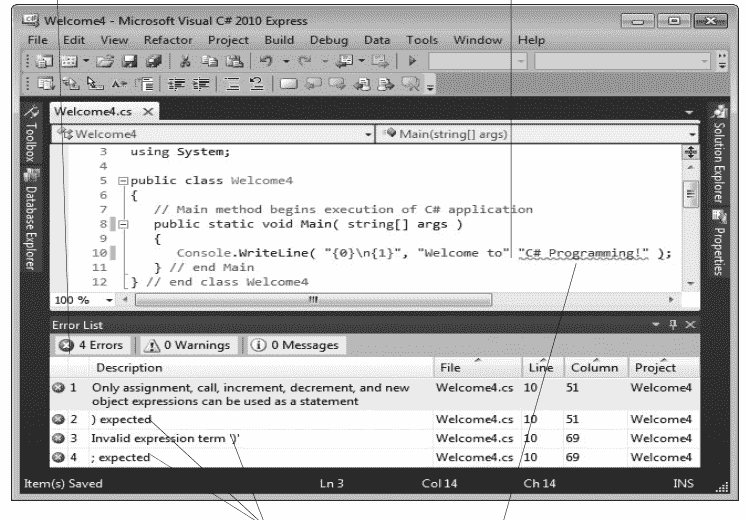 Welcome4 - Microsoft Visual C# 2010 Express
File Edit View Refactor Project Build Debug Data Tools Window Help
Welcome4.cs
Welcome4 Main(string[] args)
Toolbox
Database Explorer
Solution Explorer
Properties
3 using System;
4
5 public class Welcome4
6 {
7 // Main method begins execution of C# application
8 public static void Main( string[] args )
9 {
10 Console.WriteLine( "{0}\n{1}", "Welcome to" "C# Programming!" );
11 } // end Main
12 } // end class Welcome4
100 %
Error List
4 Errors 0 Warnings 0 Messages
Description File Line Column Project
1 Only assignment, call, increment, decrement, and new object expressions can be used as a statement Welcome4.cs 10 51 Welcome4
2 ) expected Welcome4.cs 10 51 Welcome4
3 Invalid expression term ')' Welcome4.cs 10 69 Welcome4
4 ; expected Welcome4.cs 10 69 Welcome4
Item(s) Saved Ln 3 Col 14 Ch 14 INS